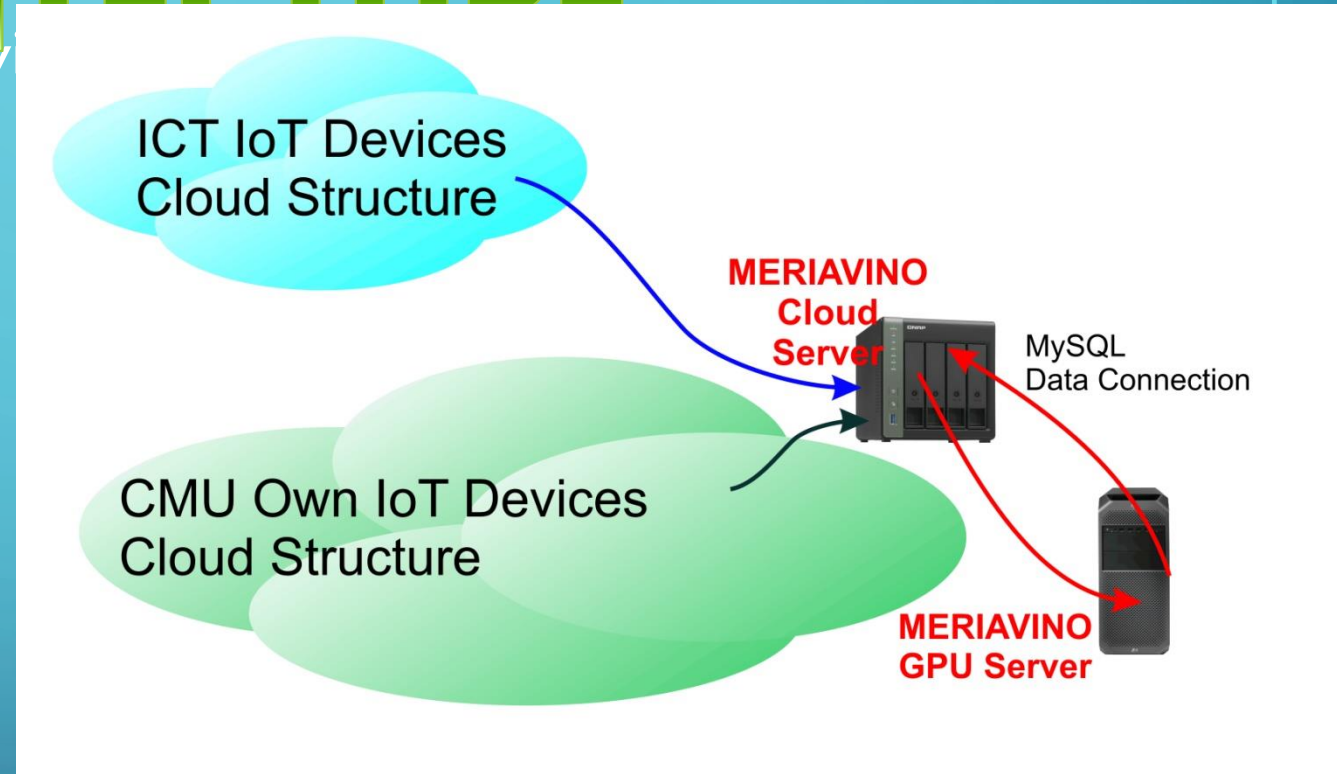 ICT IoT Devices
Cloud Structure
MERIAVINO
Cloud
Server
MySQL
Data Connection
CMU Own IoT Devices
Cloud Structure
MERIAVINO
GPU Server